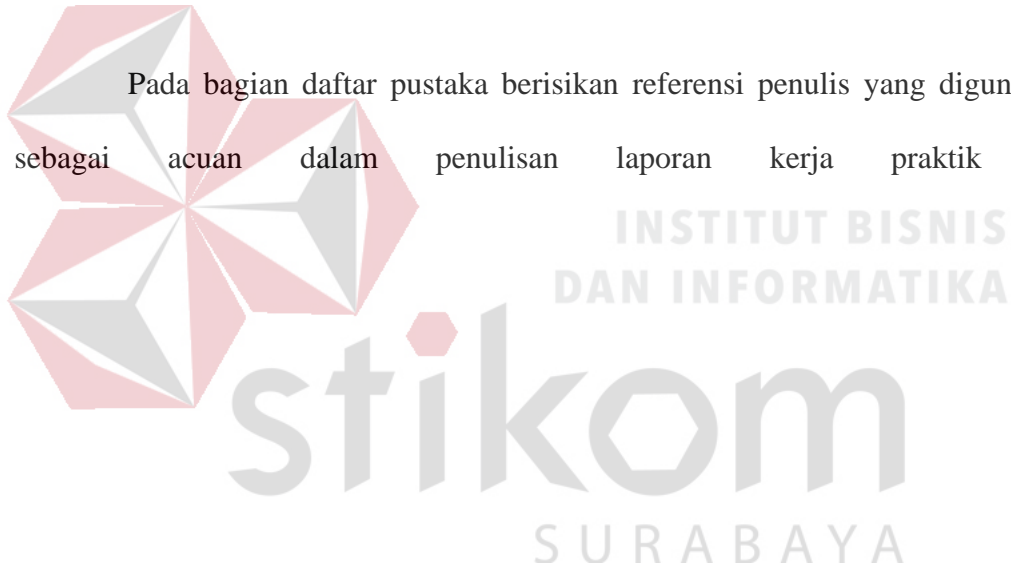 Pada bagian daftar pustaka berisikan referensi penulis yang digun
sebagai acuan dalam penulisan laporan kerja praktik
INSTITUT BISNIS
DAN INFORMATIKA
stikom
SURABAYA